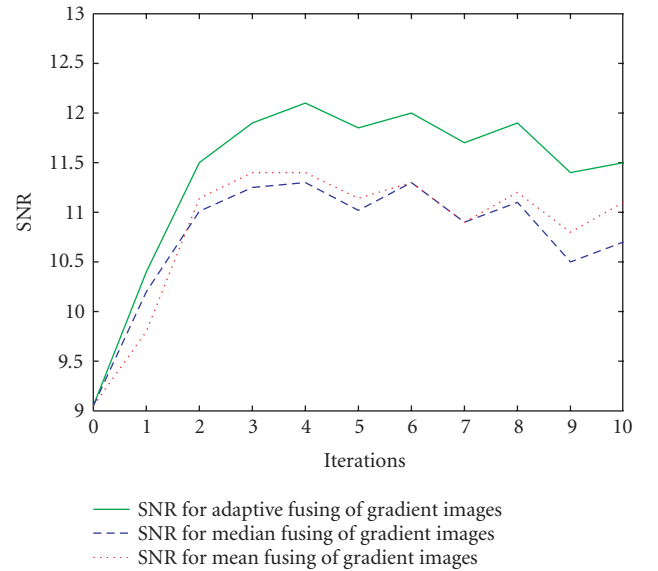 13
12.5
12
11.5
11
10.5
10
9.5
9
SNR
0 1 2 3 4 5 6 7 8 9 10
Iterations
SNR for adaptive fusing of gradient images
SNR for median fusing of gradient images
SNR for mean fusing of gradient images